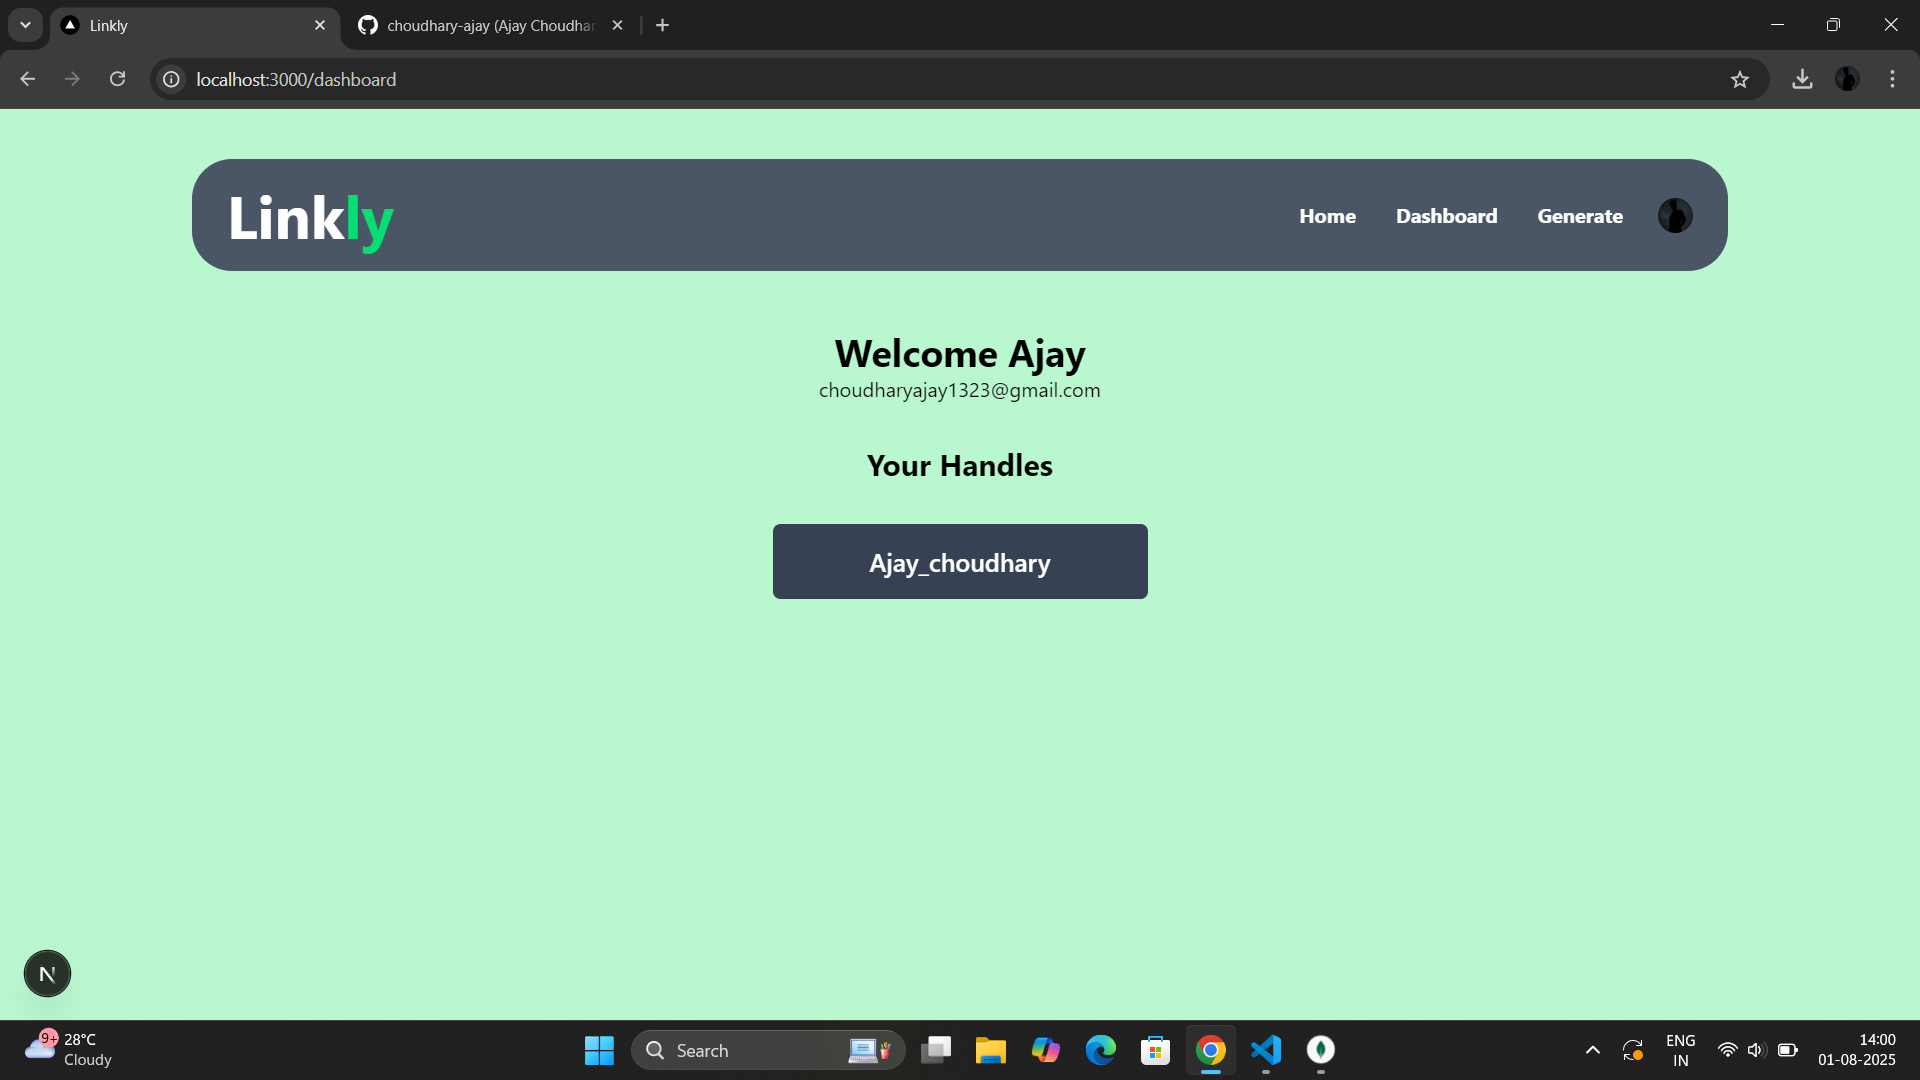 Linkly
choudhary-ajay (Ajay Choudhar
localhost:3000/dashboard
Linkly
Home
Dashboard
Generate
Welcome Ajay
choudharyajay1323@gmail.com
Your Handles
Ajay_choudhary
N
9+
28°C
Cloudy
Search
ENG
IN
14:00
01-08-2025